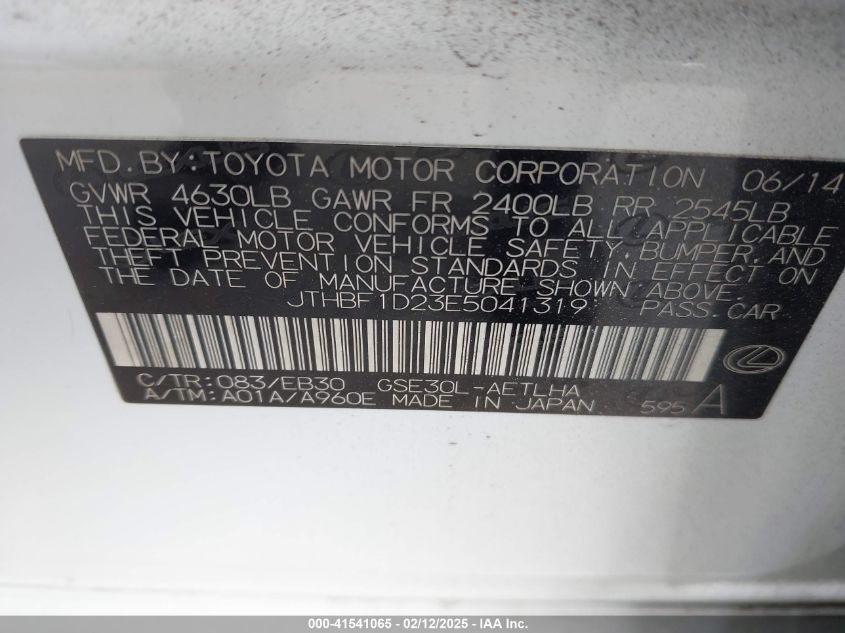 MFD. BY: TOYOTA MOTOR CORPORATION 06/14
GVWR 4630LB GAWR FR 2400LB RR 2545LB
THIS VEHICLE CONFORMS TO ALL APPLICABLE
FEDERAL MOTOR VEHICLE SAFETY, BUMPER, AND
THEFT PREVENTION STANDARDS IN EFFECT ON
THE DATE OF MANUFACTURE SHOWN ABOVE.
JTHBF1D23E5041319 PASS. CAR
C/TR: 083/EB30 GSE30L-AETLHA
A/TM: A01A/A960E MADE IN JAPAN 595 A
000-41541065 - 02/12/2025 - IAA Inc.